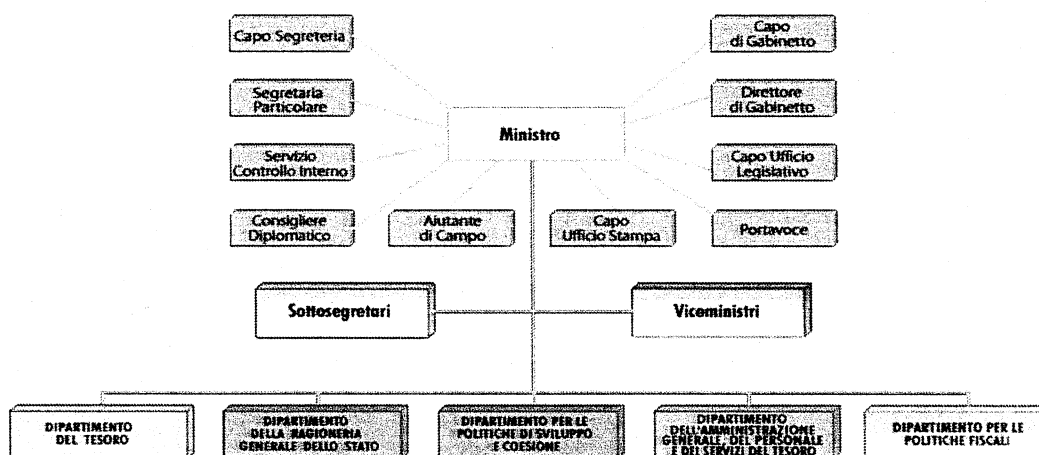 Capo Segreteria
Capo
di Gabinetto
Segretaria
Particolare
Direttore
di Gabinetto
Ministro
Servizio
Controllo Interno
Capo Ufficio
Legislativo
Consigliere
Diplomatico
Aiutante
di Campo
Capo
Ufficio Stampa
Portavoce
Sottosegretari
Viceministri
DIPARTIMENTO
DEL TESORO
DIPARTIMENTO
DELLA RAGIONERIA
GENERALE DELLO STATO
DIPARTIMENTO PER LE
POLITICHE DI SVILUPPO
E COESIONE
DIPARTIMENTO
DELL'AMMINISTRAZIONE
GENERALE, DEL PERSONALE
E DEI SERVIZI DEL TESORO
DIPARTIMENTO PER LE
POLITICHE FISCALI